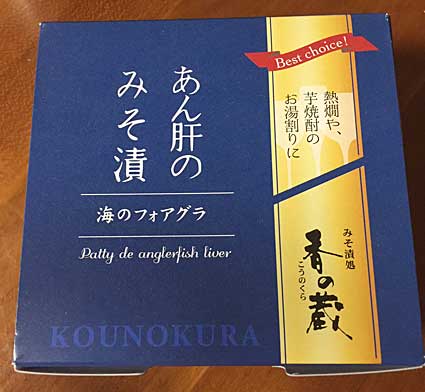 Best choice!
熱燗や、
芋焼酎の
お湯割りに
あん肝の
みそ漬
海のフォアグラ
Patty de anglerfish liver
みそ漬処
香の蔵
こうのくら
KOUNOKURA